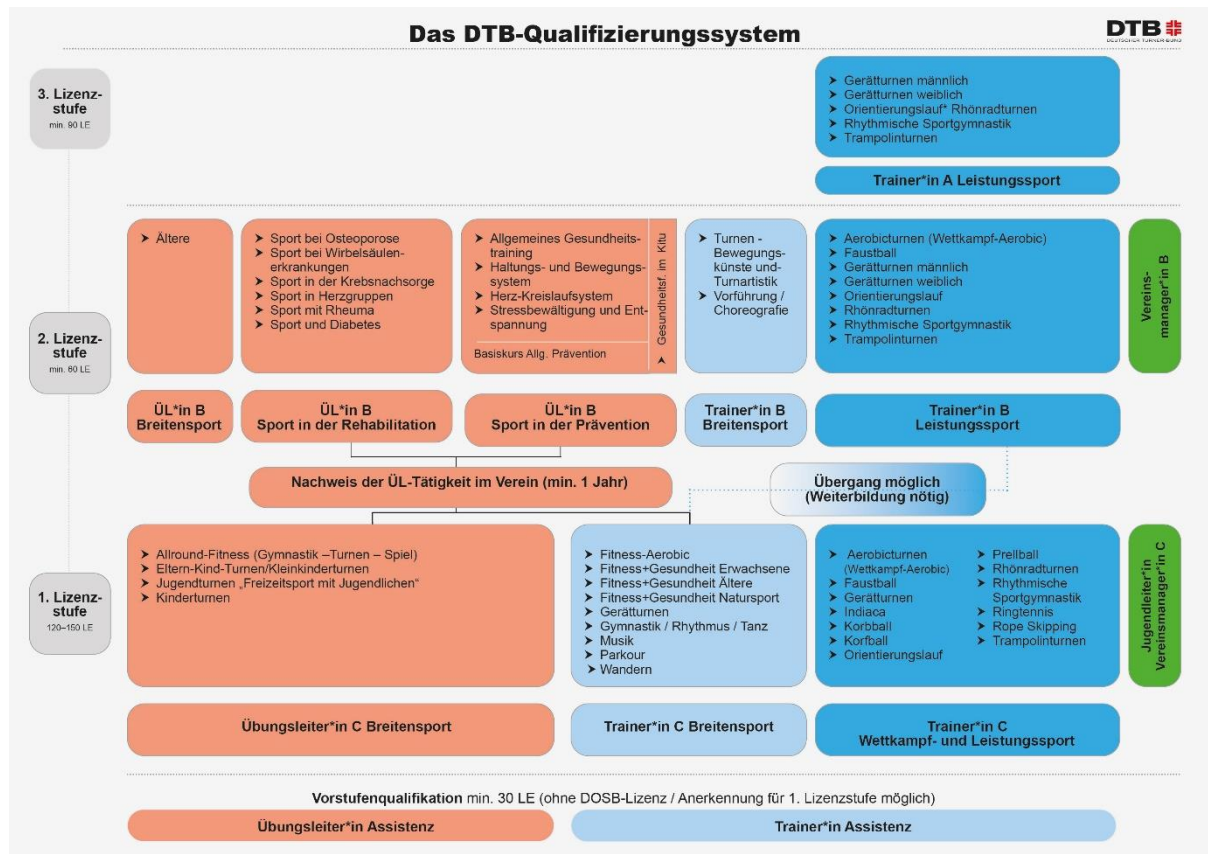 Das DTB-Qualifizierungssystem
DTB
DEUTSCHER TURNER-BUND
3. Lizenz-
stufe
min. 90 LE
➤ Gerätturnen männlich
➤ Gerätturnen weiblich
➤ Orientierungslauf* Rhönradturnen
➤ Rhythmische Sportgymnastik
➤ Trampolinturnen
Trainer*in A Leistungssport
2. Lizenz-
stufe
min. 60 LE
➤ Ältere
➤ Sport bei Osteoporose
➤ Sport bei Wirbelsäulen-
erkrankungen
➤ Sport in der Krebsnachsorge
➤ Sport in Herzgruppen
➤ Sport mit Rheuma
➤ Sport und Diabetes
➤ Allgemeines Gesundheits-
training
➤ Haltungs- und Bewegungs-
system
➤ Herz-Kreislaufsystem
➤ Stressbewältigung und Ent-
spannung
Basiskurs Allg. Prävention
➤ Gesundheitsf. im Kitu
➤ Turnen -
Bewegungs-
künste und-
Turnartistik
➤ Vorführung /
Choreografie
➤ Aerobicturnen (Wettkampf-Aerobic)
➤ Faustball
➤ Gerätturnen männlich
➤ Gerätturnen weiblich
➤ Orientierungslauf
➤ Rhönradturnen
➤ Rhythmische Sportgymnastik
➤ Trampolinturnen
Vereins-
manager*in B
ÜL*in B
Breitensport
ÜL*in B
Sport in der Rehabilitation
ÜL*in B
Sport in der Prävention
Trainer*in B
Breitensport
Trainer*in B
Leistungssport
Nachweis der ÜL-Tätigkeit im Verein (min. 1 Jahr)
Übergang möglich
(Weiterbildung nötig)
1. Lizenz-
stufe
120–150 LE
➤ Allround-Fitness (Gymnastik –Turnen – Spiel)
➤ Eltern-Kind-Turnen/Kleinkinderturnen
➤ Jugendturnen „Freizeitsport mit Jugendlichen“
➤ Kinderturnen
➤ Fitness-Aerobic
➤ Fitness+Gesundheit Erwachsene
➤ Fitness+Gesundheit Ältere
➤ Fitness+Gesundheit Natursport
➤ Gerätturnen
➤ Gymnastik / Rhythmus / Tanz
➤ Musik
➤ Parkour
➤ Wandern
➤ Aerobicturnen
(Wettkampf-Aerobic)
➤ Faustball
➤ Gerätturnen
➤ Indiaca
➤ Korbball
➤ Korfball
➤ Orientierungslauf
➤ Prellball
➤ Rhönradturnen
➤ Rhythmische
Sportgymnastik
➤ Ringtennis
➤ Rope Skipping
➤ Trampolinturnen
Jugendleiter*in
Vereinsmanager*in C
Übungsleiter*in C Breitensport
Trainer*in C Breitensport
Trainer*in C
Wettkampf- und Leistungssport
Vorstufenqualifikation min. 30 LE (ohne DOSB-Lizenz / Anerkennung für 1. Lizenzstufe möglich)
Übungsleiter*in Assistenz
Trainer*in Assistenz